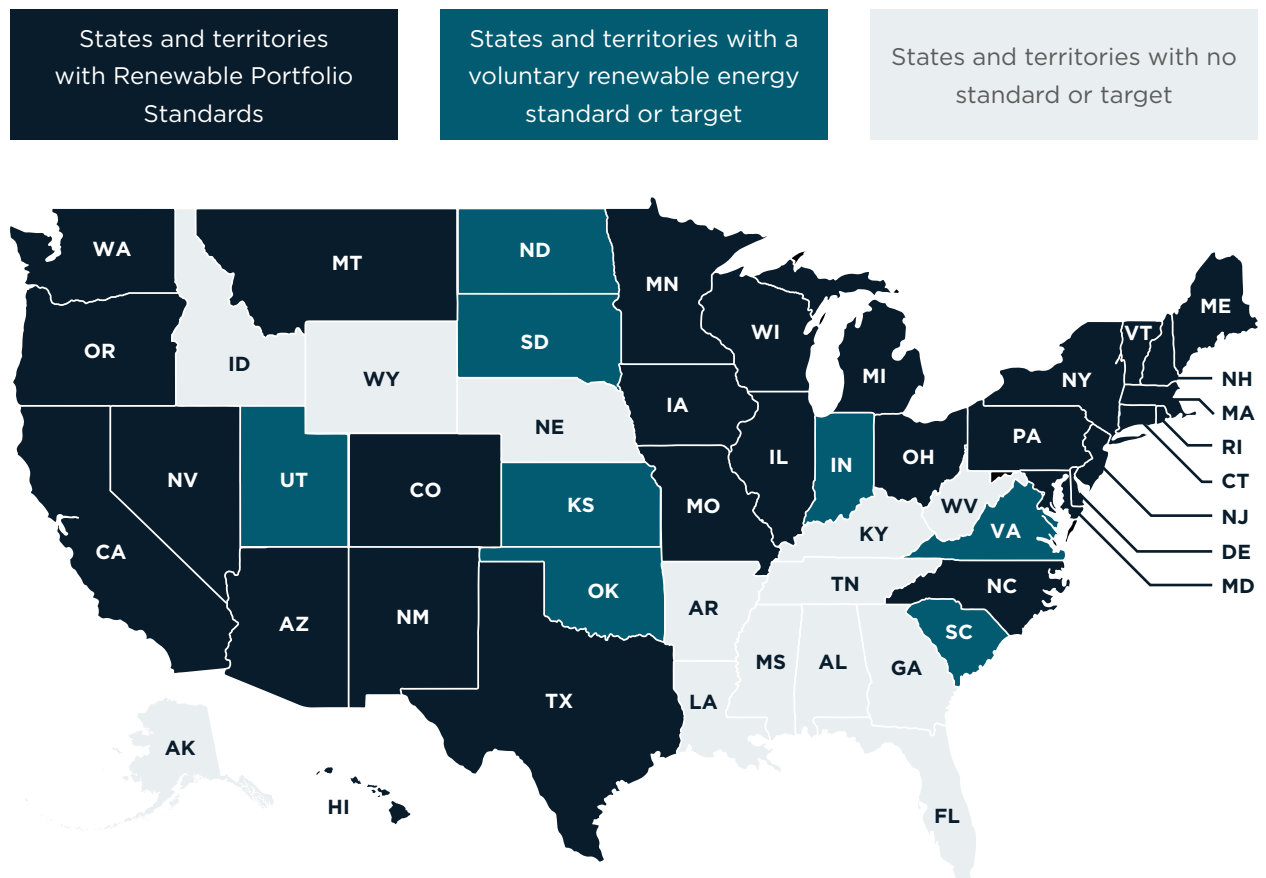 States and territories
with Renewable Portfolio
Standards
States and territories with a
voluntary renewable energy
standard or target
States and territories with no
standard or target
WA
MT
ND
MN
OR
ID
WY
SD
WI
MI
VT
ME
NY
NH
MA
RI
CT
NJ
DE
MD
NV
UT
CO
NE
IA
IL
IN
OH
PA
CA
KS
MO
KY
WV
VA
AZ
NM
OK
AR
TN
NC
SC
TX
LA
MS
AL
GA
AK
HI
FL